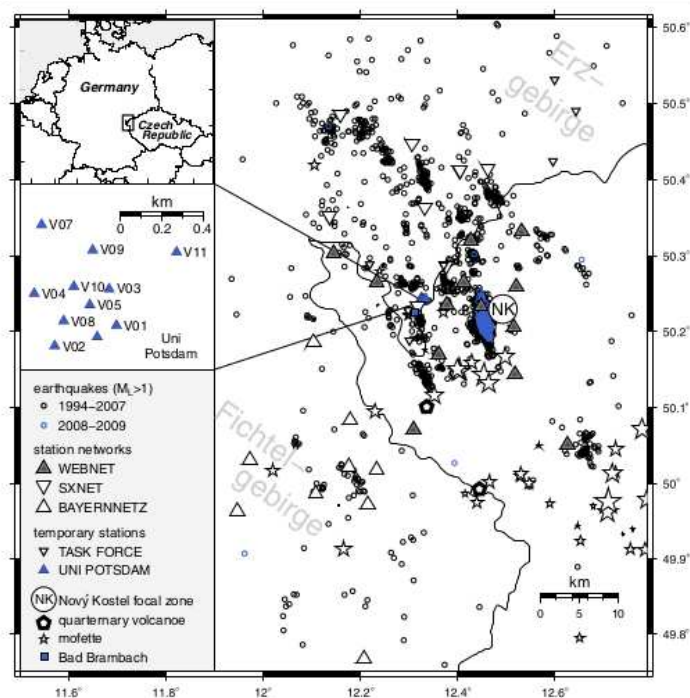 Germany
Czech
Republic
km
0 0.2 0.4
V07
V09
V11
V10
V03
V04
V05
V08
V01
V02
Uni
Potsdam
earthquakes (ML>1)
1994–2007
2008–2009
station networks
WEBNET
SXNET
BAYERNNETZ
temporary stations
TASK FORCE
UNI POTSDAM
NK Nový Kostel focal zone
quarternary volcanoe
mofette
Bad Brambach
Erz–
gebirge
NK
Fichtel–
gebirge
km
0 5 10
50.6°
50.5°
50.4°
50.3°
50.2°
50.1°
50°
49.9°
49.8°
11.6° 11.8° 12° 12.2° 12.4° 12.6°